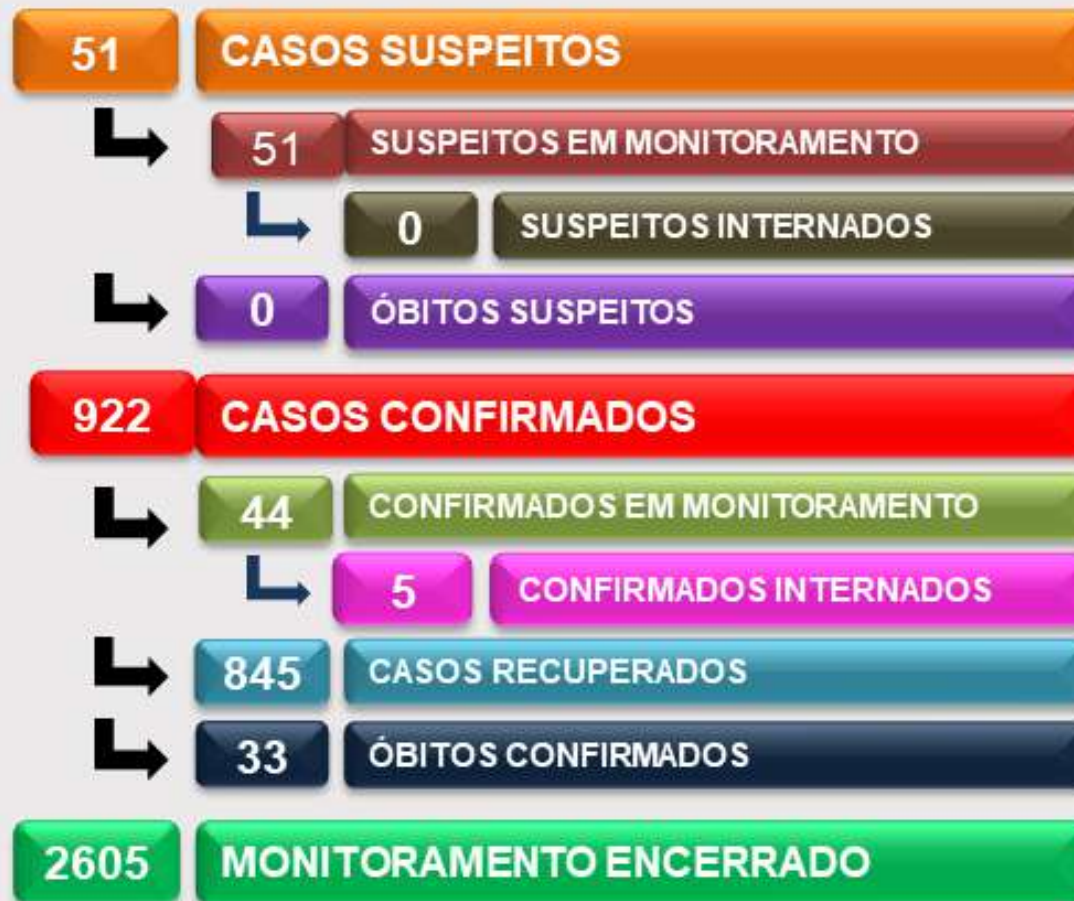 51 CASOS SUSPEITOS
51 SUSPEITOS EM MONITORAMENTO
0 SUSPEITOS INTERNADOS
0 ÓBITOS SUSPEITOS
922 CASOS CONFIRMADOS
44 CONFIRMADOS EM MONITORAMENTO
5 CONFIRMADOS INTERNADOS
845 CASOS RECUPERADOS
33 ÓBITOS CONFIRMADOS
2605 MONITORAMENTO ENCERRADO